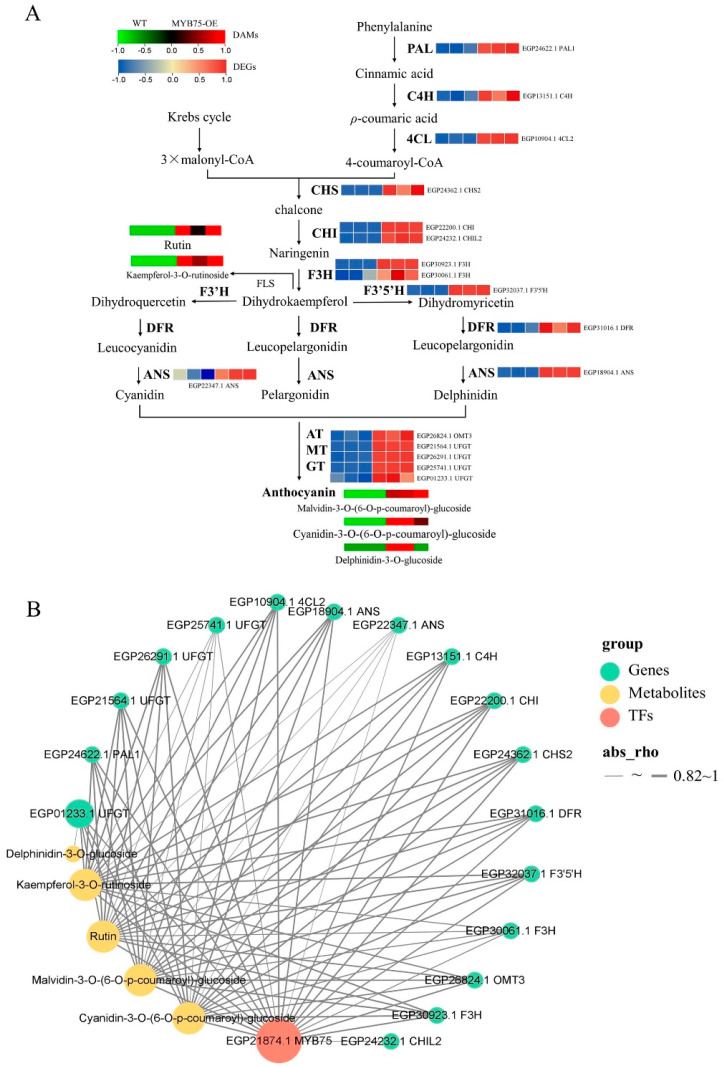 A
WT MYB75-OE
DAMs
-1.0 -0.5 0.0 0.5 1.0
DEGs
-1.0 -0.5 0.0 0.5 1.0
Phenylalanine
PAL EGP24622.1 PAL1
Cinnamic acid
C4H EGP13151.1 C4H
Krebs cycle
ρ-coumaric acid
4CL EGP10904.1 4CL2
3×malonyl-CoA
4-coumaroyl-CoA
CHS EGP24362.1 CHS2
chalcone
CHI EGP22200.1 CHI
EGP24232.1 CHIL2
Rutin
Naringenin
Kaempferol-3-O-rutinoside
F3H EGP30923.1 F3H
EGP30061.1 F3H
FLS
F3'H
F3'5'H EGP32037.1 F3'5'H
Dihydroquercetin
Dihydrokaempferol
Dihydromyricetin
DFR
DFR
DFR EGP31016.1 DFR
Leucocyanidin
Leucopelargonidin
Leucopelargonidin
ANS EGP22347.1 ANS
ANS
ANS EGP18904.1 ANS
Cyanidin
Pelargonidin
Delphinidin
AT EGP26824.1 OMT3
MT EGP21564.1 UFGT
EGP26291.1 UFGT
GT EGP25741.1 UFGT
EGP01233.1 UFGT
Anthocyanin
Malvidin-3-O-(6-O-p-coumaroyl)-glucoside
Cyanidin-3-O-(6-O-p-coumaroyl)-glucoside
Delphinidin-3-O-glucoside
B
EGP10904.1 4CL2
EGP18904.1 ANS
EGP25741.1 UFGT
EGP22347.1 ANS
EGP26291.1 UFGT
EGP13151.1 C4H
EGP21564.1 UFGT
EGP22200.1 CHI
EGP24622.1 PAL1
EGP24362.1 CHS2
EGP01233.1 UFGT
EGP31016.1 DFR
Delphinidin-3-O-glucoside
Kaempferol-3-O-rutinoside
EGP32037.1 F3'5'H
Rutin
EGP30061.1 F3H
Malvidin-3-O-(6-O-p-coumaroyl)-glucoside
EGP26824.1 OMT3
Cyanidin-3-O-(6-O-p-coumaroyl)-glucoside
EGP30923.1 F3H
EGP21874.1 MYB75
EGP24232.1 CHIL2
group
Genes
Metabolites
TFs
abs_rho
~ 0.82~1